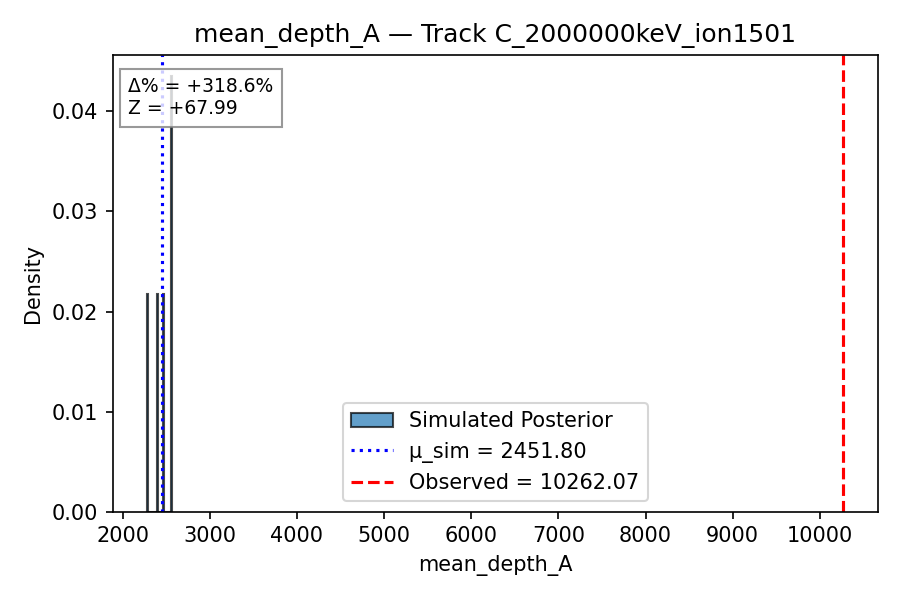 mean_depth_A — Track C_2000000keV_ion1501
Δ% = +318.6%
Z = +67.99
0.04
0.03
0.02
0.01
0.00
Density
Simulated Posterior
μ_sim = 2451.80
Observed = 10262.07
2000 3000 4000 5000 6000 7000 8000 9000 10000
mean_depth_A